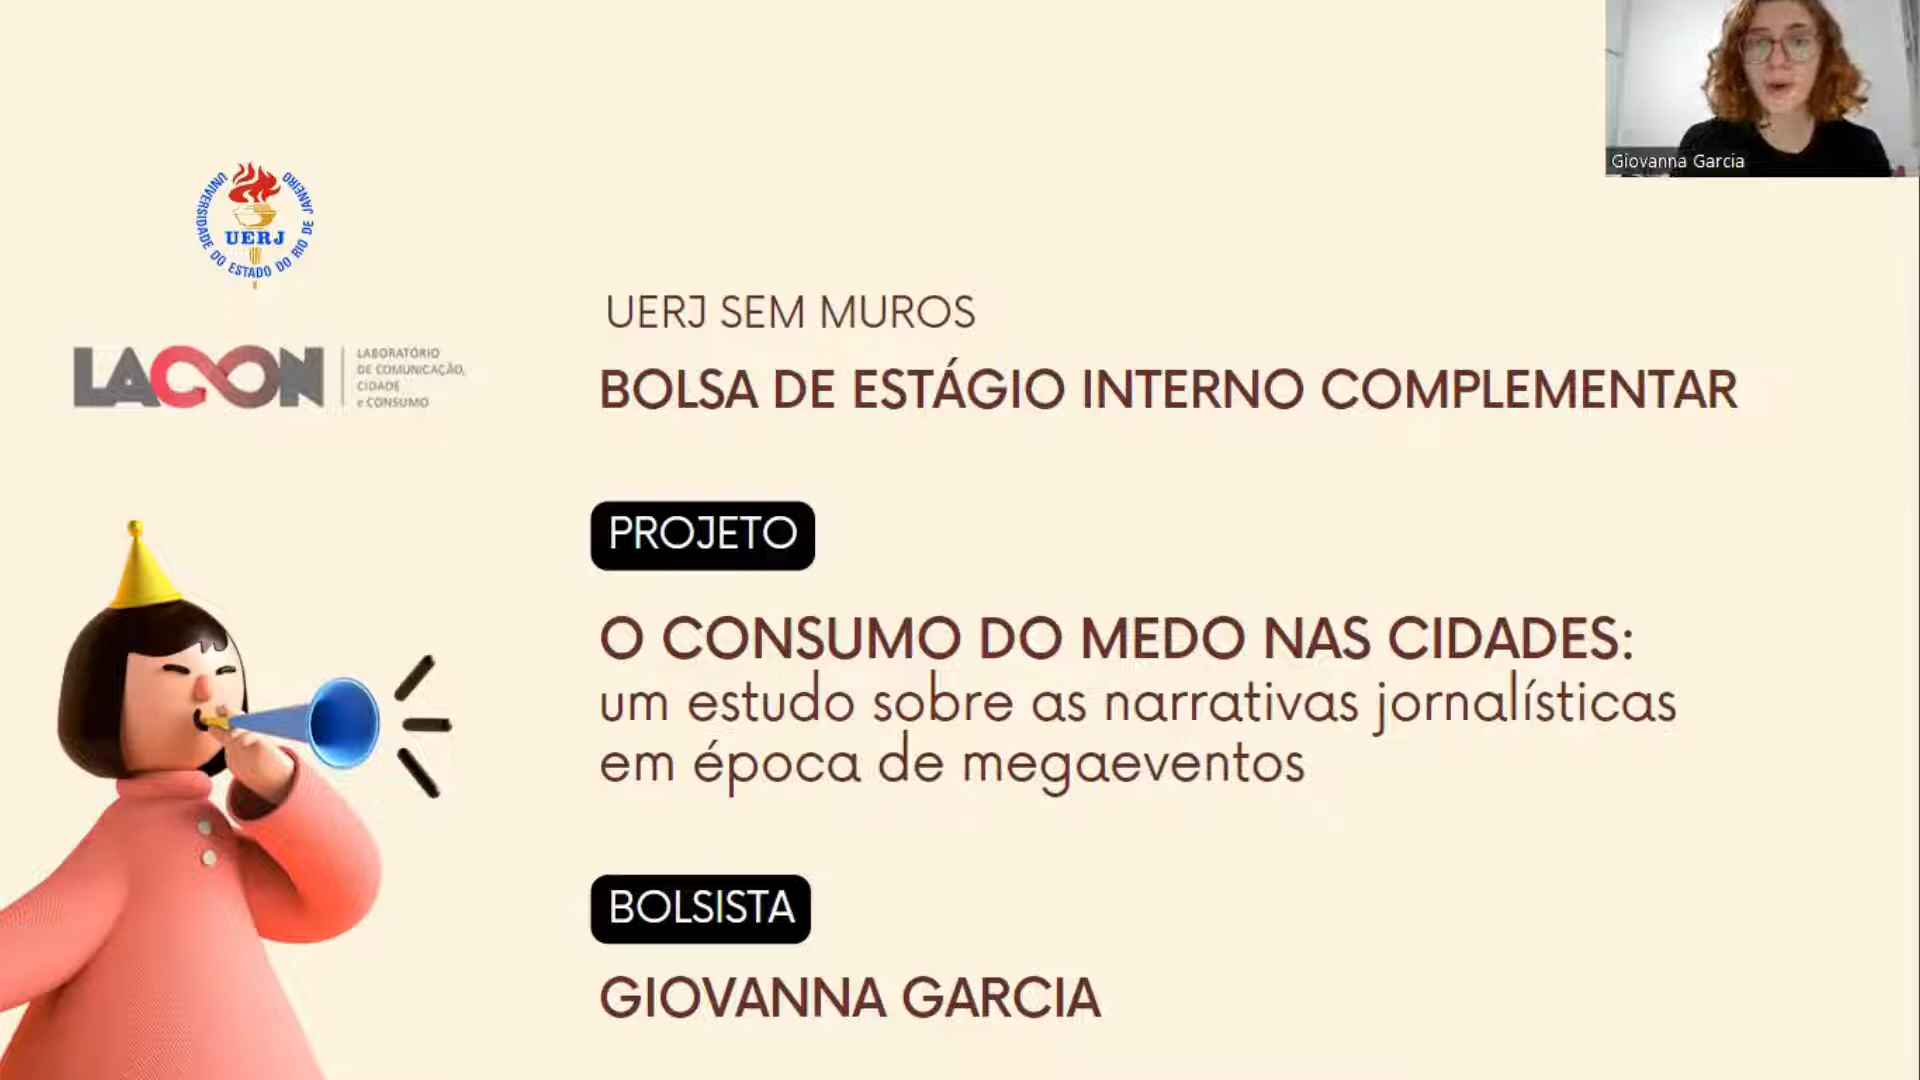 Giovanna Garcia
UNIVERSIDADE DO ESTADO DO RIO DE JANEIRO
UERJ
LACON
LABORATÓRIO
DE COMUNICAÇÃO,
CIDADE
e CONSUMO
UERJ SEM MUROS
BOLSA DE ESTÁGIO INTERNO COMPLEMENTAR
PROJETO
O CONSUMO DO MEDO NAS CIDADES:
um estudo sobre as narrativas jornalísticas
em época de megaeventos
BOLSISTA
GIOVANNA GARCIA